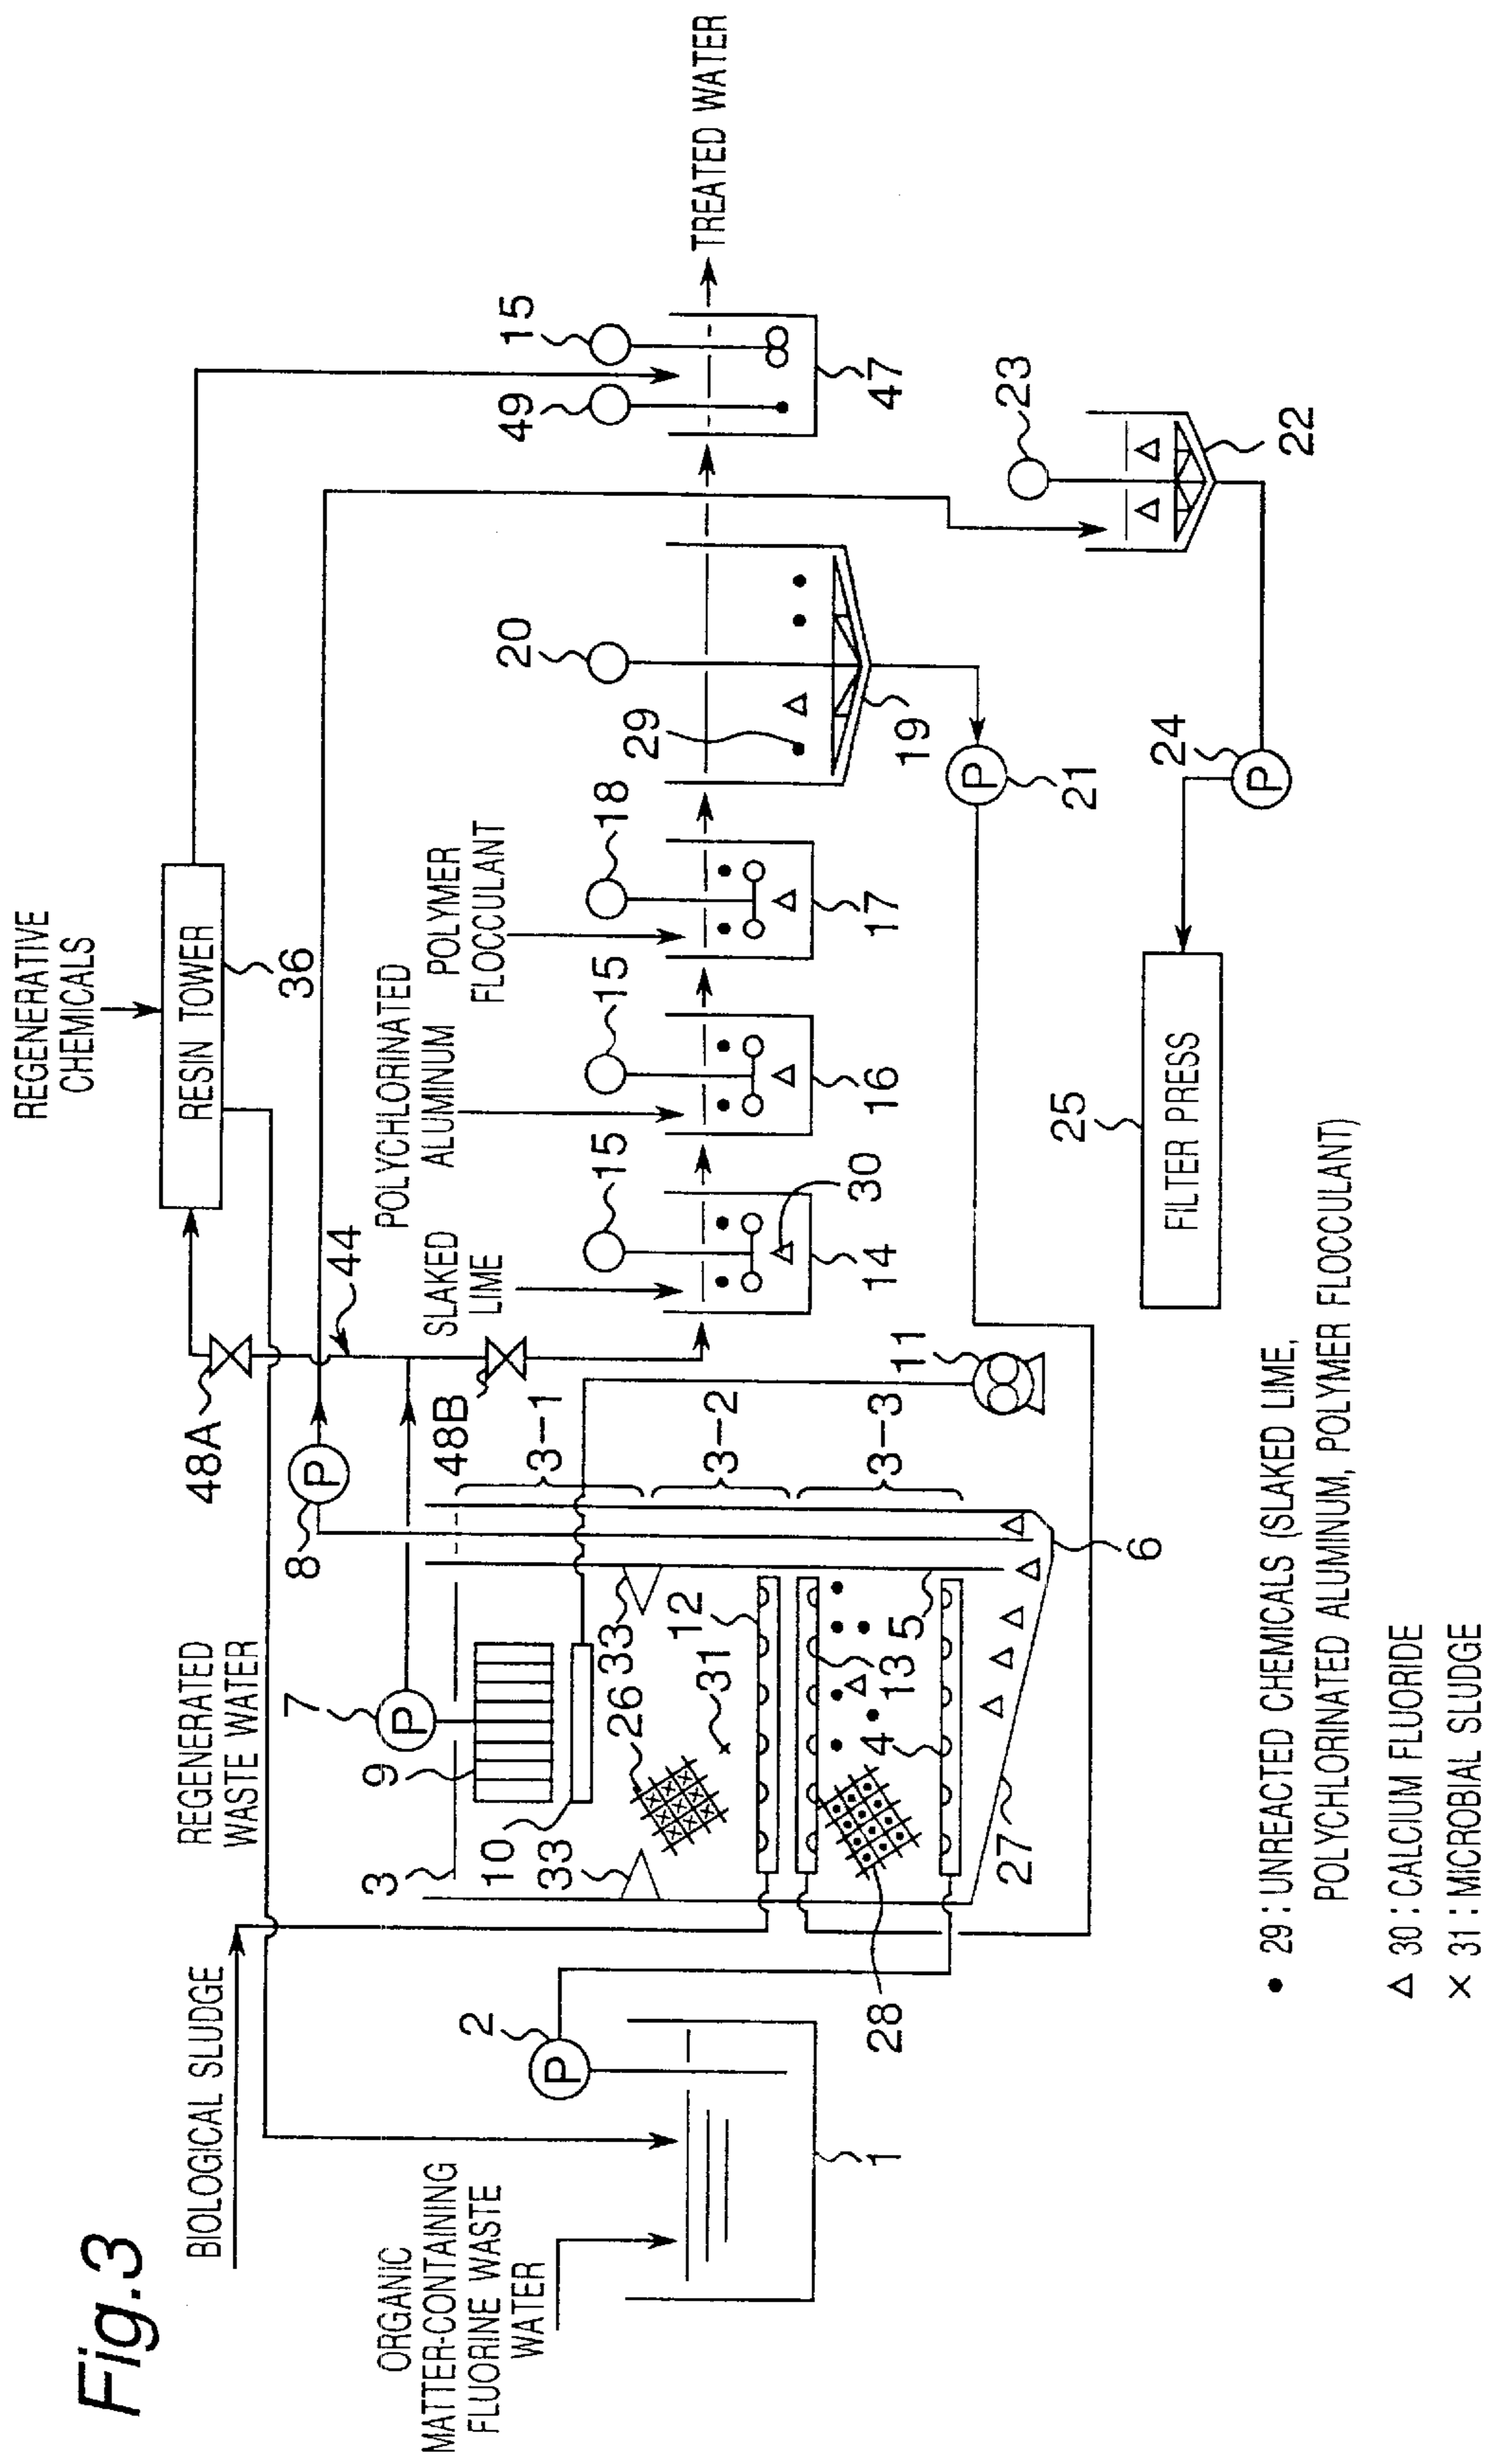 Fig.3
REGENERATIVE
CHEMICALS
RESIN TOWER
36
BIOLOGICAL SLUDGE
REGENERATED
WASTE WATER
48A
8
P
44
ORGANIC
MATTER-CONTAINING
FLUORINE WASTE
WATER
2
P
1
7
P
3
9
10
33
33
26
31
12
3-1
3-2
3-3
48B
11
13
5
4
28
27
6
SLAKED
LIME
POLYCHLORINATED
ALUMINUM
POLYMER
FLOCCULANT
15
15
18
20
49
15
30
14
16
17
29
19
47
TREATED WATER
P
21
23
22
24
P
25
FILTER PRESS
● 29 : UNREACTED CHEMICALS (SLAKED LIME,
POLYCHLORINATED ALUMINUM, POLYMER FLOCCULANT)
△ 30 : CALCIUM FLUORIDE
× 31 : MICROBIAL SLUDGE